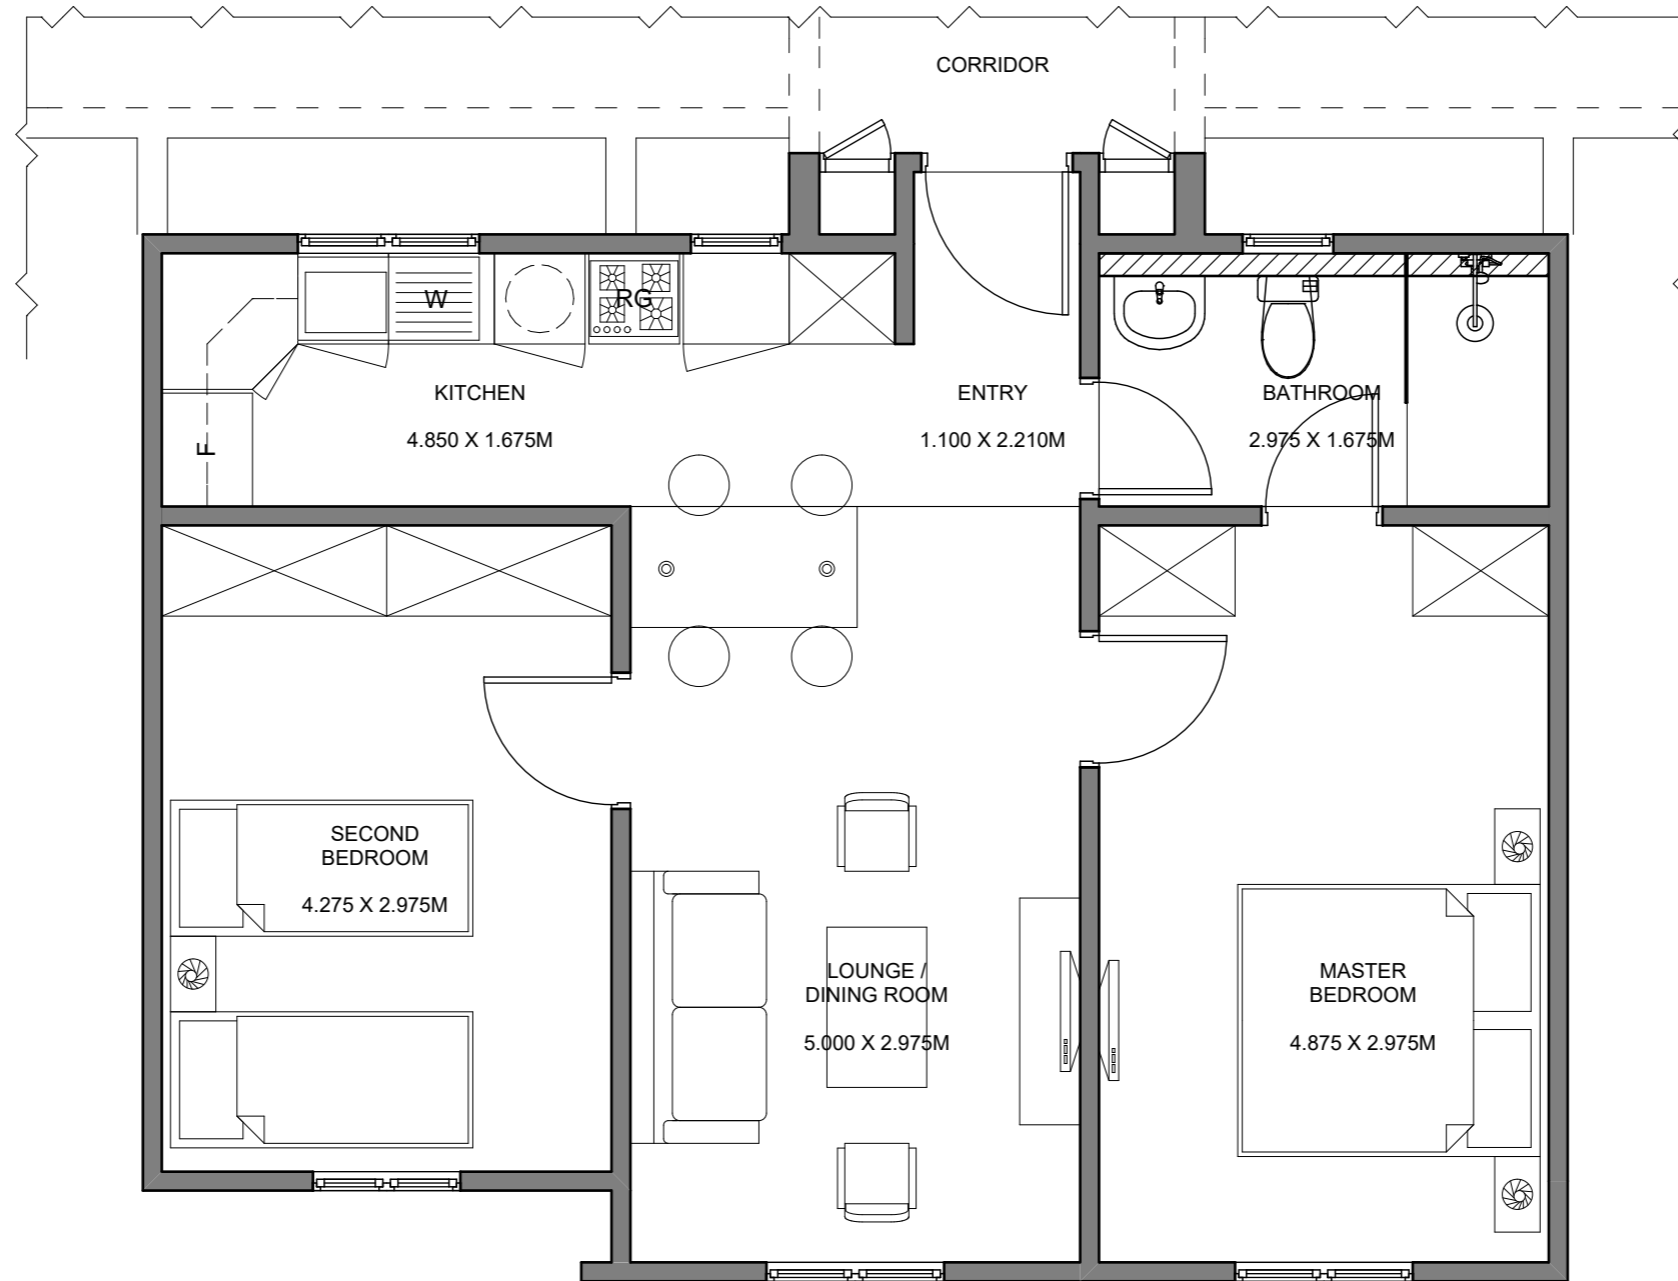 CORRIDOR
W
RG
F
KITCHEN
4.850 X 1.675M
ENTRY
1.100 X 2.210M
BATHROOM
2.975 X 1.675M
SECOND
BEDROOM
4.275 X 2.975M
LOUNGE /
DINING ROOM
5.000 X 2.975M
MASTER
BEDROOM
4.875 X 2.975M